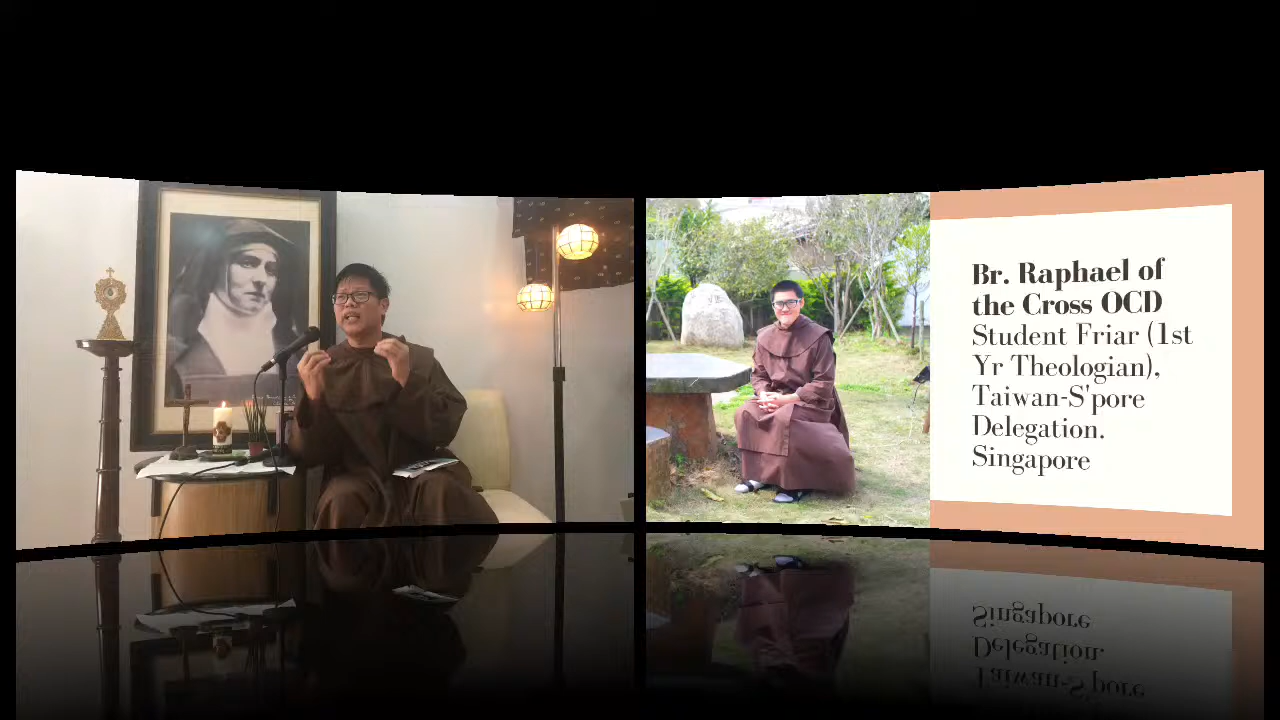 Br. Raphael of
the Cross OCD
Student Friar (1st
Yr Theologian),
Taiwan-S'pore
Delegation.
Singapore